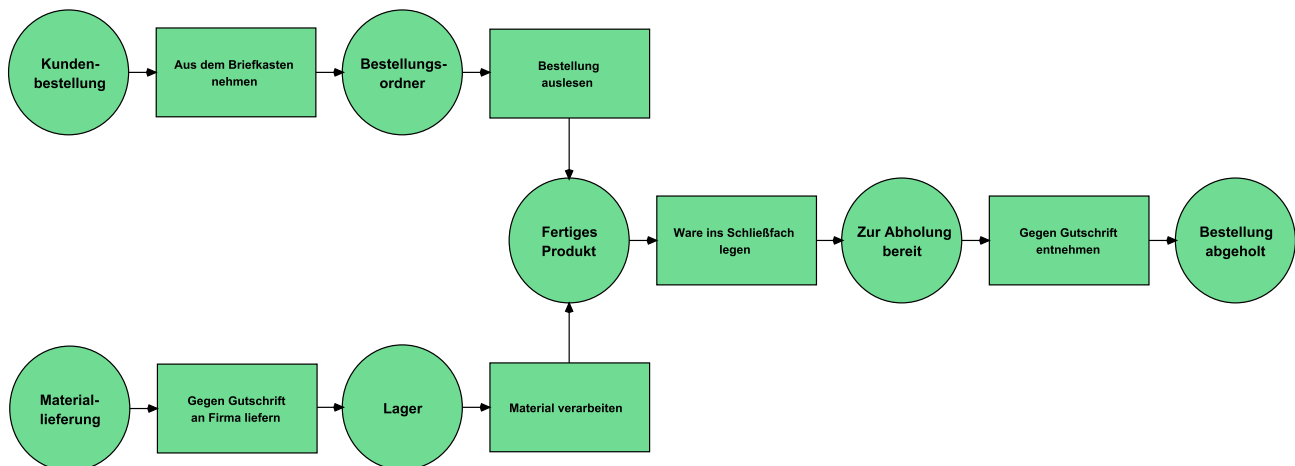 Kunden-
bestellung
Aus dem Briefkasten
nehmen
Bestellungs-
ordner
Bestellung
auslesen
Fertiges
Produkt
Ware ins Schließfach
legen
Zur Abholung
bereit
Gegen Gutschrift
entnehmen
Bestellung
abgeholt
Material-
lieferung
Gegen Gutschrift
an Firma liefern
Lager
Material verarbeiten